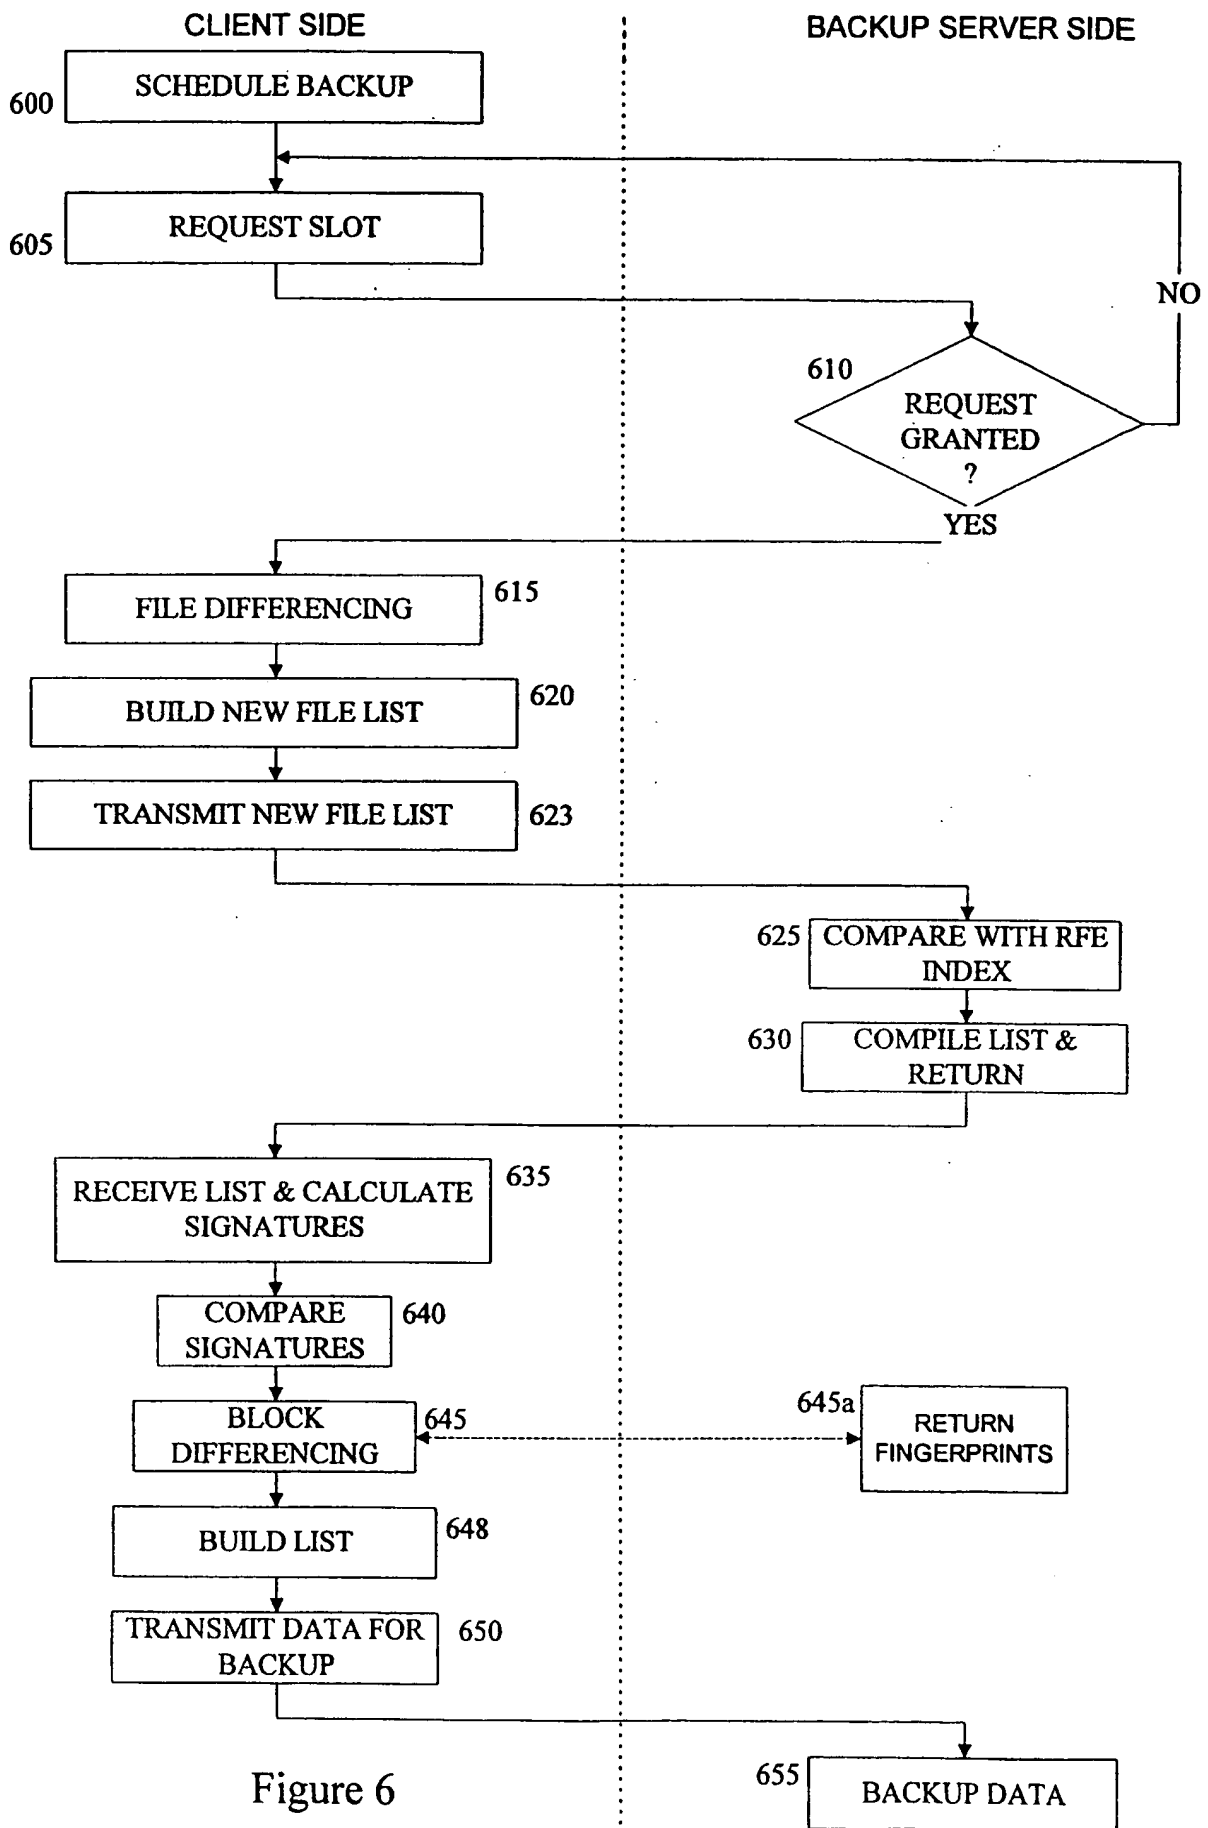 CLIENT SIDE
BACKUP SERVER SIDE
SCHEDULE BACKUP
600
REQUEST SLOT
605
NO
610
REQUEST
GRANTED
?
YES
FILE DIFFERENCING
615
BUILD NEW FILE LIST
620
TRANSMIT NEW FILE LIST
623
625
COMPARE WITH RFE
INDEX
630
COMPILE LIST &
RETURN
RECEIVE LIST & CALCULATE
SIGNATURES
635
COMPARE
SIGNATURES
640
BLOCK
DIFFERENCING
645
645a
RETURN
FINGERPRINTS
BUILD LIST
648
TRANSMIT DATA FOR
BACKUP
650
655
BACKUP DATA
Figure 6